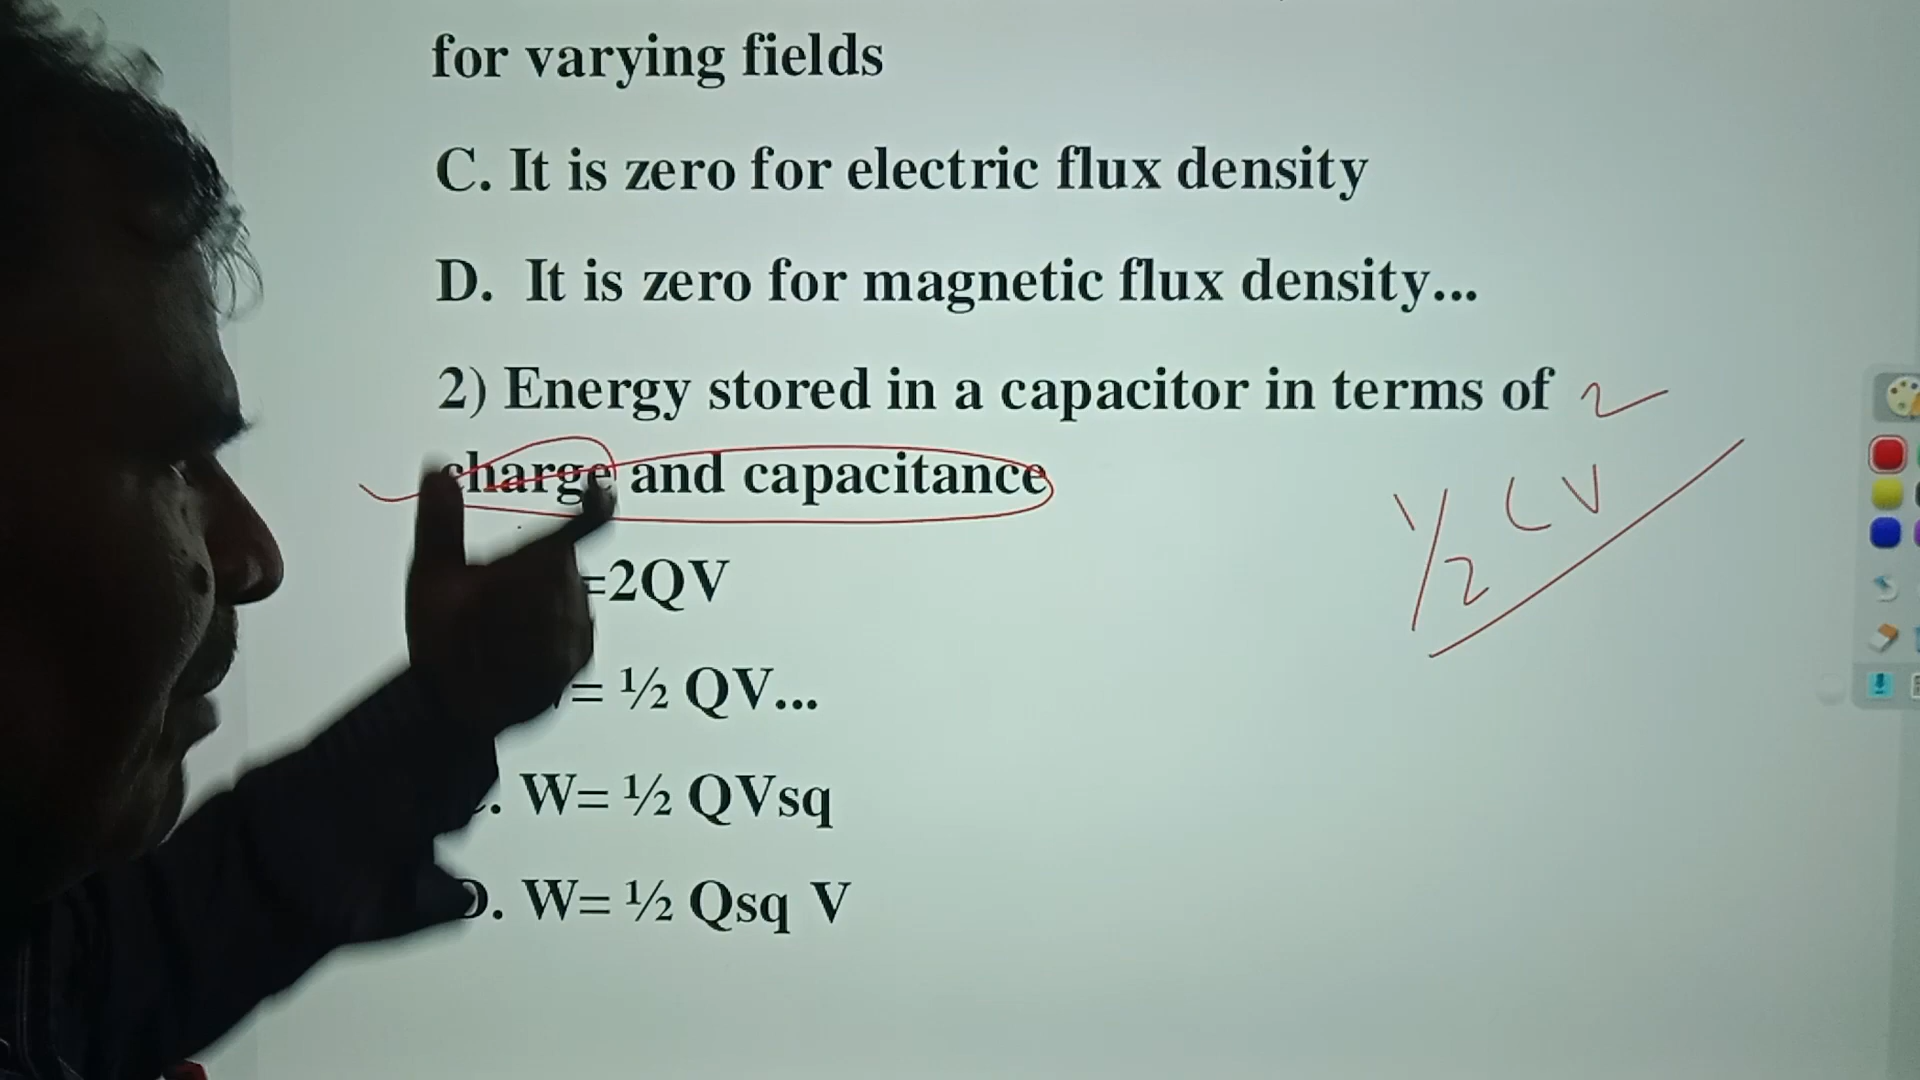 for varying fields
C. It is zero for electric flux density
D. It is zero for magnetic flux density...
2) Energy stored in a capacitor in terms of
charge and capacitance
=2QV
= ½ QV...
. W= ½ QVsq
D. W= ½ Qsq V
1/2 CV 2